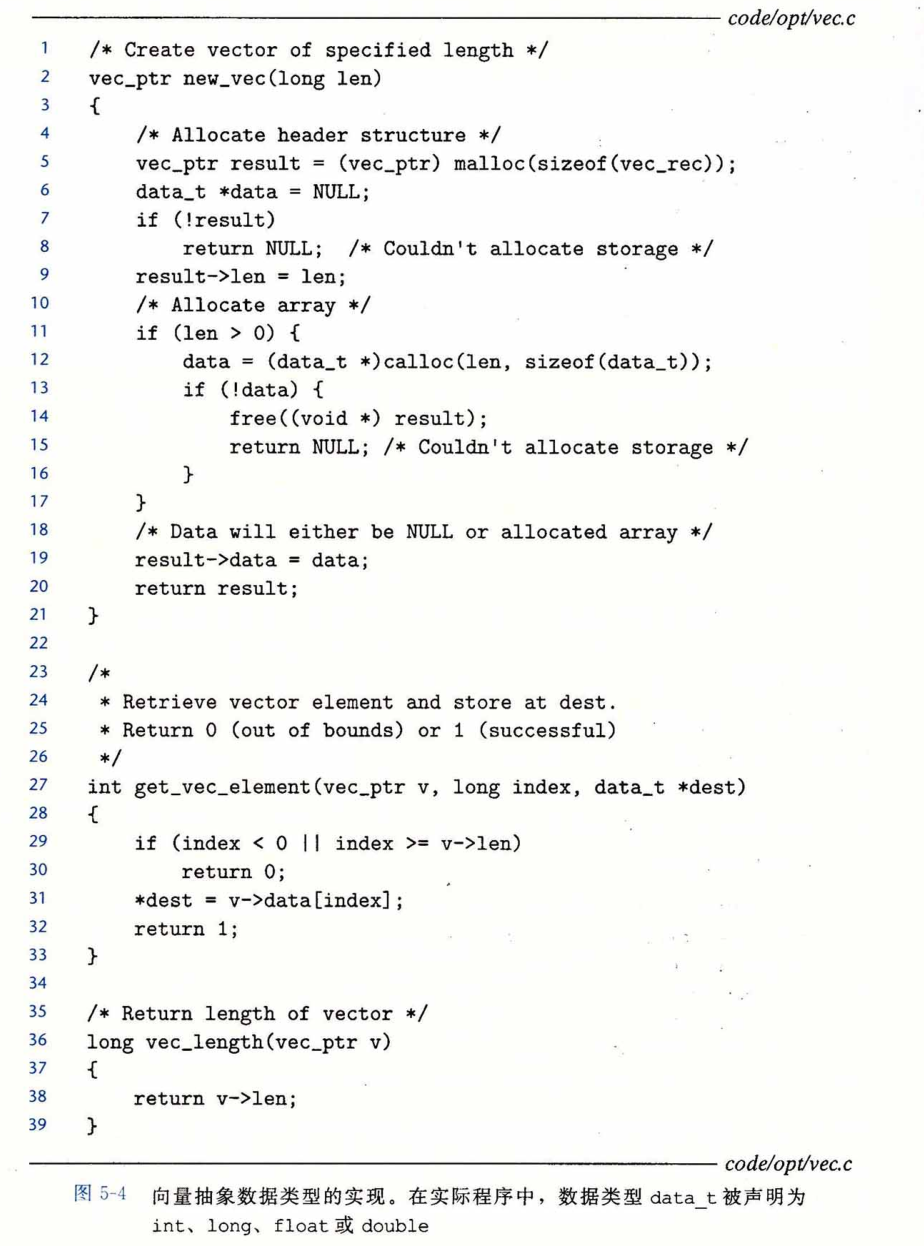 code/opt/vec.c
1 /* Create vector of specified length */
2 vec_ptr new_vec(long len)
3 {
4     /* Allocate header structure */
5     vec_ptr result = (vec_ptr) malloc(sizeof(vec_rec));
6     data_t *data = NULL;
7     if (!result)
8         return NULL;  /* Couldn't allocate storage */
9     result->len = len;
10     /* Allocate array */
11     if (len > 0) {
12         data = (data_t *)calloc(len, sizeof(data_t));
13         if (!data) {
14             free((void *) result);
15             return NULL; /* Couldn't allocate storage */
16         }
17     }
18     /* Data will either be NULL or allocated array */
19     result->data = data;
20     return result;
21 }
22
23 /*
24  * Retrieve vector element and store at dest.
25  * Return 0 (out of bounds) or 1 (successful)
26  */
27 int get_vec_element(vec_ptr v, long index, data_t *dest)
28 {
29     if (index < 0 || index >= v->len)
30         return 0;
31     *dest = v->data[index];
32     return 1;
33 }
34
35 /* Return length of vector */
36 long vec_length(vec_ptr v)
37 {
38     return v->len;
39 }
code/opt/vec.c
图 5-4 向量抽象数据类型的实现。在实际程序中，数据类型 data_t 被声明为
int、long、float 或 double